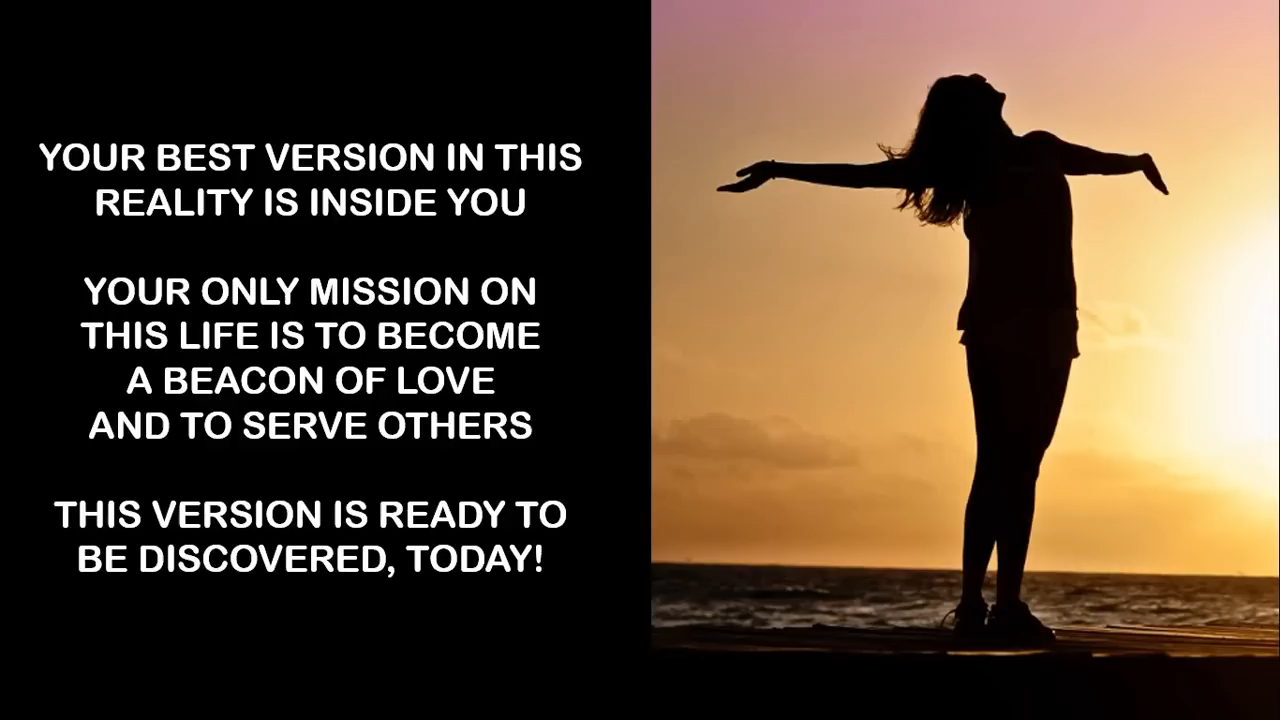 YOUR BEST VERSION IN THIS
REALITY IS INSIDE YOU
YOUR ONLY MISSION ON
THIS LIFE IS TO BECOME
A BEACON OF LOVE
AND TO SERVE OTHERS
THIS VERSION IS READY TO
BE DISCOVERED, TODAY!